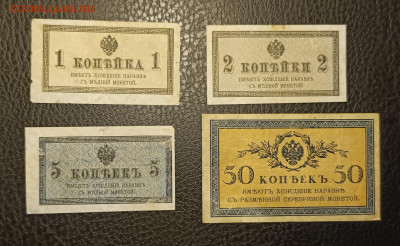 1 КОПѢЙКА 1
ИМѢЕТЪ ХОЖДЕНІЕ НАРАВНѢ
СЪ МѢДНОЙ МОНЕТОЙ.
2 КОПѢЙКИ 2
ИМѢЮТЪ ХОЖДЕНІЕ НАРАВНѢ
СЪ МѢДНОЙ МОНЕТОЙ.
5 КОПѢЕКЪ 5
ИМѢЮТЪ ХОЖДЕНІЕ НАРАВНѢ
СЪ МѢДНОЙ МОНЕТОЙ.
50 КОПѢЕКЪ. 50
ИМѢЮТЪ ХОЖДЕНІЕ НАРАВНѢ
СЪ РАЗМѢННОЙ СЕРЕБРЯНОЙ МОНЕТОЙ.